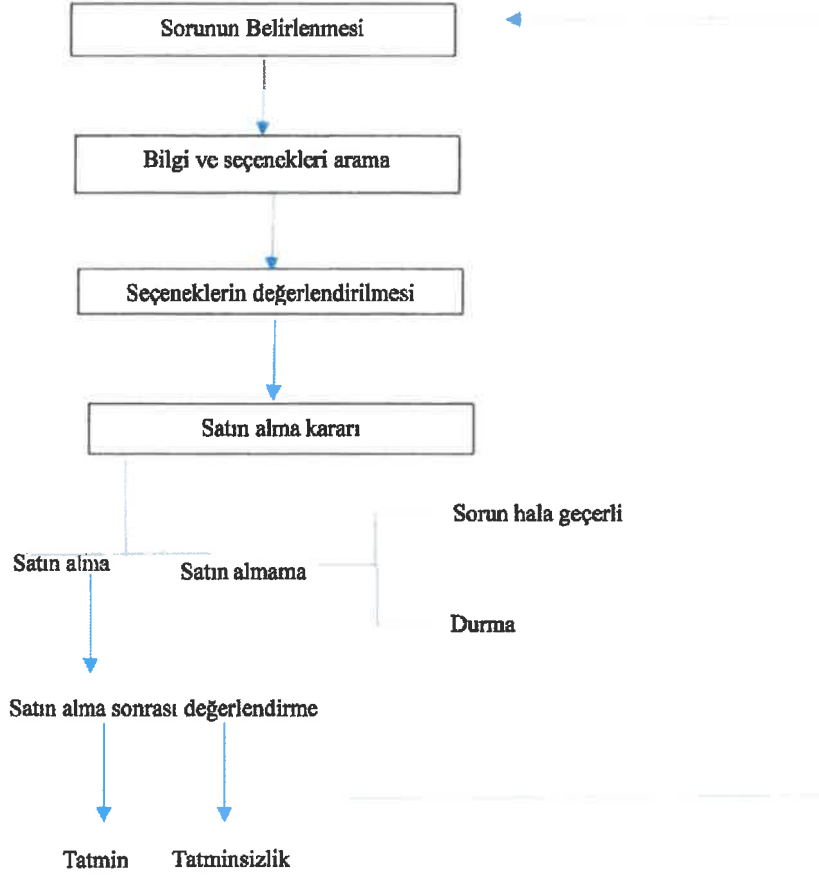 Sorunun Belirlenmesi
Bilgi ve seçenekleri arama
Seçeneklerin değerlendirilmesi
Satın alma kararı
Sorun hala geçerli
Satın alma
Satın almama
Durma
Satın alma sonrası değerlendirme
Tatmin
Tatminsizlik